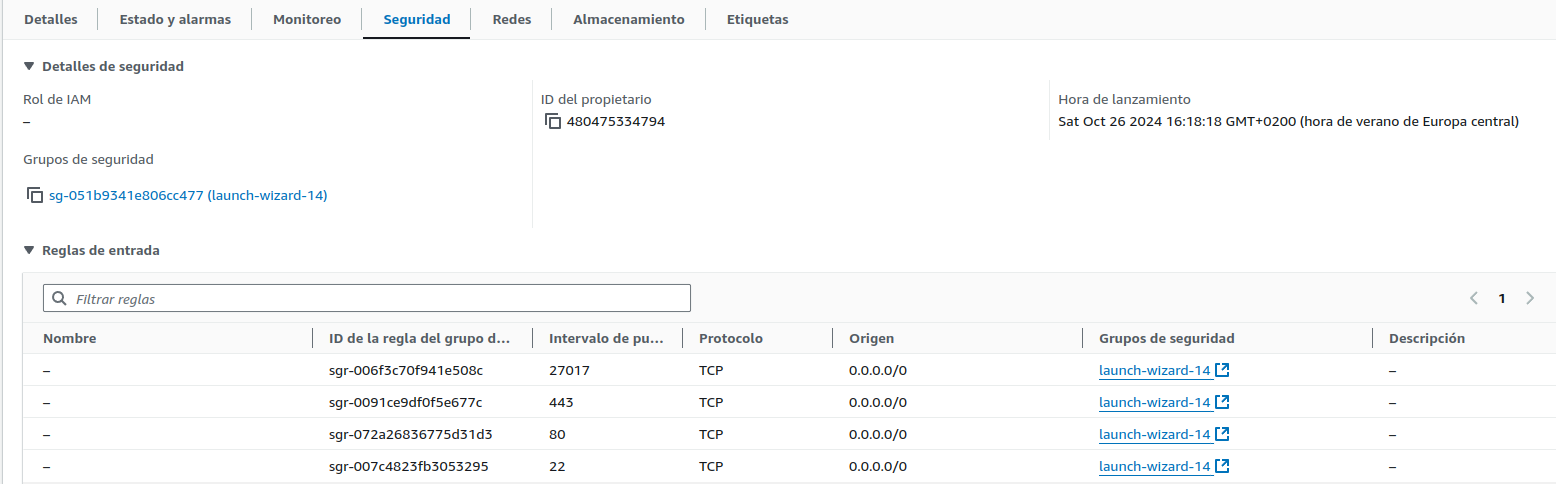 Detalles Estado y alarmas Monitoreo Seguridad Redes Almacenamiento Etiquetas
Detalles de seguridad
Rol de IAM
–
ID del propietario
480475334794
Hora de lanzamiento
Sat Oct 26 2024 16:18:18 GMT+0200 (hora de verano de Europa central)
Grupos de seguridad
sg-051b9341e806cc477 (launch-wizard-14)
Reglas de entrada
Filtrar reglas
1
Nombre ID de la regla del grupo d... Intervalo de pu... Protocolo Origen Grupos de seguridad Descripción
– sgr-006f3c70f941e508c 27017 TCP 0.0.0.0/0 launch-wizard-14 –
– sgr-0091ce9df0f5e677c 443 TCP 0.0.0.0/0 launch-wizard-14 –
– sgr-072a26836775d31d3 80 TCP 0.0.0.0/0 launch-wizard-14 –
– sgr-007c4823fb3053295 22 TCP 0.0.0.0/0 launch-wizard-14 –